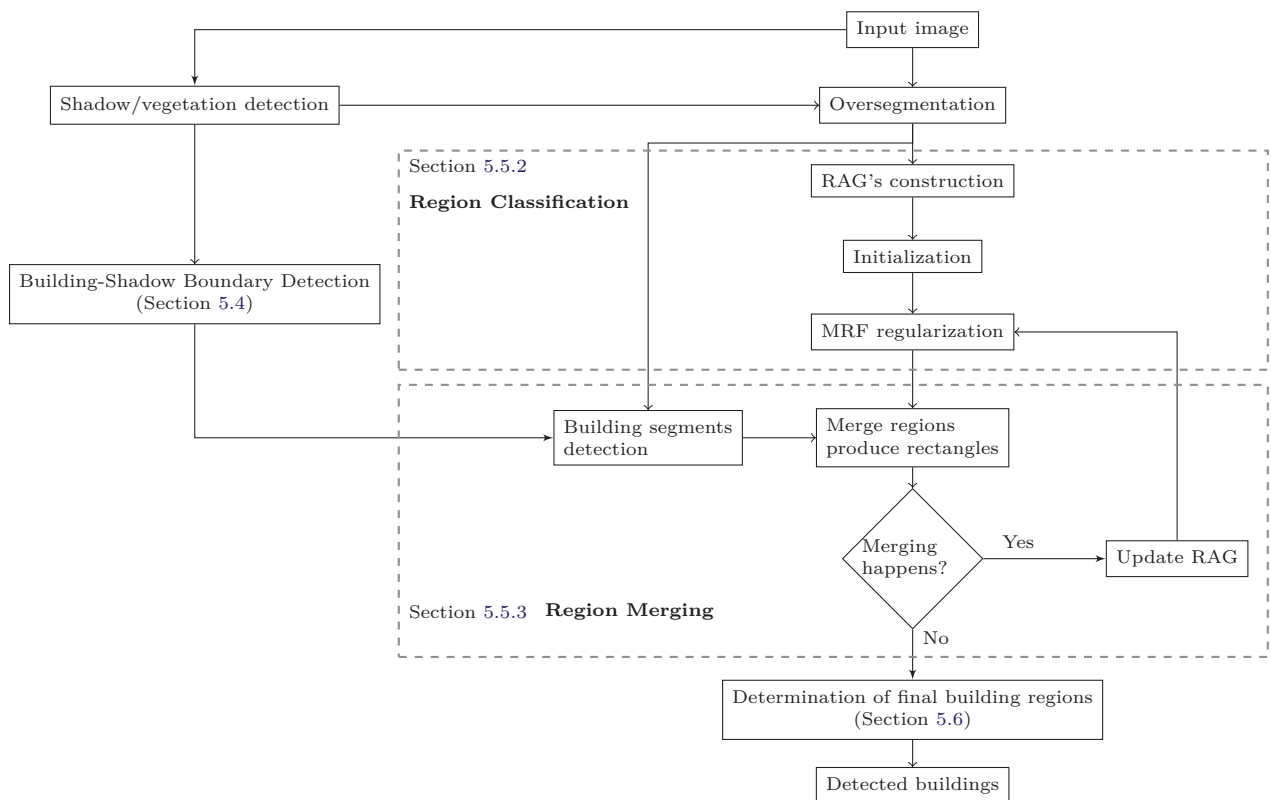 Input image
Shadow/vegetation detection
Oversegmentation
Section 5.5.2
Region Classification
RAG's construction
Initialization
Building-Shadow Boundary Detection
(Section 5.4)
MRF regularization
Building segments
detection
Merge regions
produce rectangles
Merging
happens?
Yes
Update RAG
Section 5.5.3 Region Merging
No
Determination of final building regions
(Section 5.6)
Detected buildings